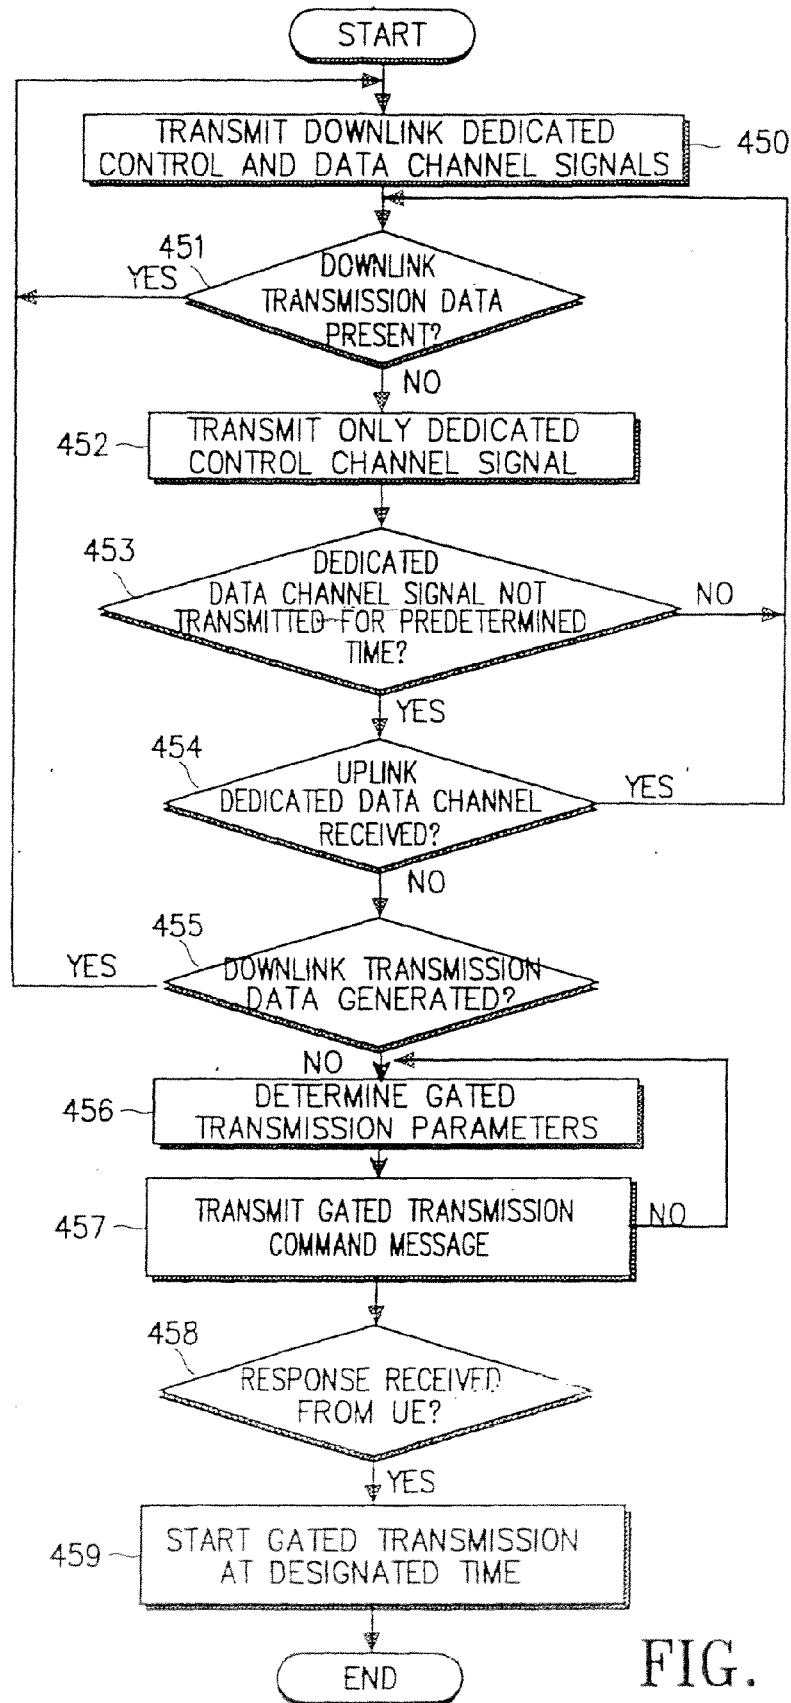 START
TRANSMIT DOWNLINK DEDICATED
CONTROL AND DATA CHANNEL SIGNALS
450
451
YES
DOWNLINK
TRANSMISSION DATA
PRESENT?
NO
452
TRANSMIT ONLY DEDICATED
CONTROL CHANNEL SIGNAL
453
DEDICATED
DATA CHANNEL SIGNAL NOT
TRANSMITTED FOR PREDETERMINED
TIME?
NO
YES
454
UPLINK
DEDICATED DATA CHANNEL
RECEIVED?
YES
NO
455
YES
DOWNLINK TRANSMISSION
DATA GENERATED?
NO
456
DETERMINE GATED
TRANSMISSION PARAMETERS
457
TRANSMIT GATED TRANSMISSION
COMMAND MESSAGE
NO
458
RESPONSE RECEIVED
FROM UE?
YES
459
START GATED TRANSMISSION
AT DESIGNATED TIME
END
FIG.